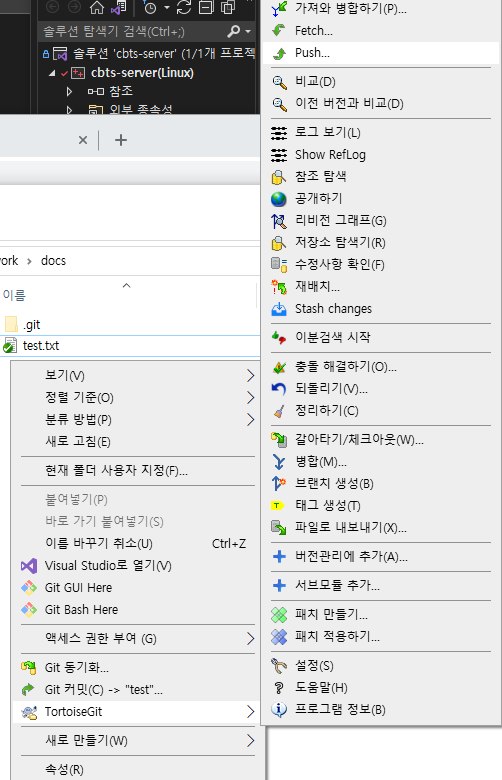 솔루션 탐색기 검색(Ctrl+;)
솔루션 'cbts-server' (1/1개 프로젝
cbts-server(Linux)
참조
외부 종속성
work > docs
이름
.git
test.txt
보기(V)
정렬 기준(O)
분류 방법(P)
새로 고침(E)
현재 폴더 사용자 지정(F)...
붙여넣기(P)
바로 가기 붙여넣기(S)
이름 바꾸기 취소(U) Ctrl+Z
Visual Studio로 열기(V)
Git GUI Here
Git Bash Here
액세스 권한 부여 (G)
Git 동기화...
Git 커밋(C) -> "test"...
TortoiseGit
새로 만들기(W)
속성(R)
가져와 병합하기(P)...
Fetch...
Push...
비교(D)
이전 버전과 비교(D)
로그 보기(L)
Show RefLog
참조 탐색
공개하기
리비전 그래프(G)
저장소 탐색기(R)
수정사항 확인(F)
재배치...
Stash changes
이분검색 시작
충돌 해결하기(O)...
되돌리기(V)...
정리하기(C)
갈아타기/체크아웃(W)...
병합(M)...
브랜치 생성(B)
태그 생성(T)
파일로 내보내기(X)...
버전관리에 추가(A)...
서브모듈 추가...
패치 만들기...
패치 적용하기...
설정(S)
도움말(H)
프로그램 정보(B)